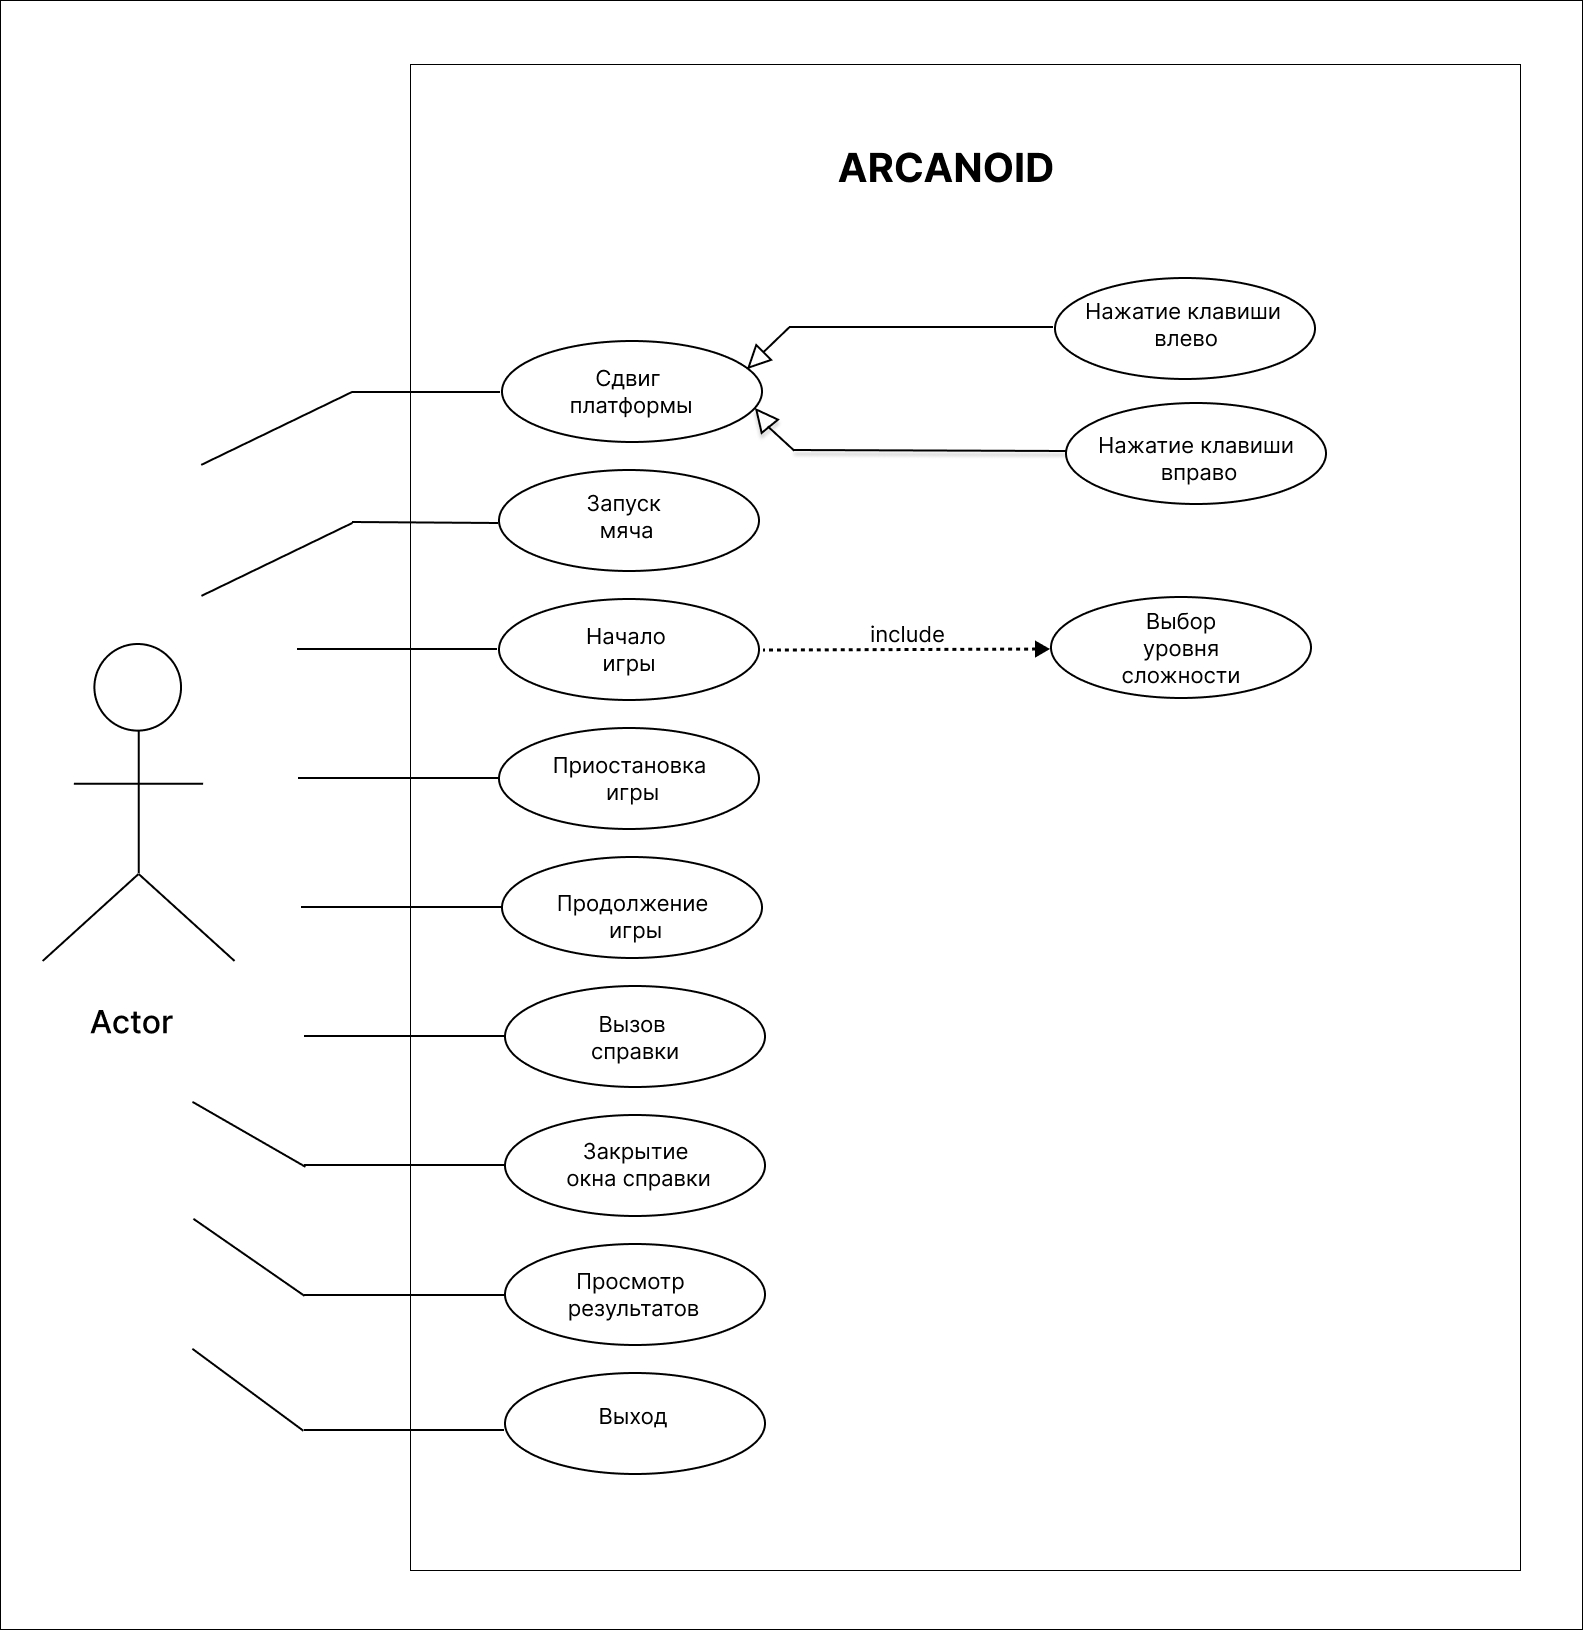 ARCANOID
Нажатие клавиши
влево
Сдвиг
платформы
Нажатие клавиши
вправо
Запуск
мяча
Начало
игры
include
Выбор
уровня
сложности
Приостановка
игры
Продолжение
игры
Actor
Вызов
справки
Закрытие
окна справки
Просмотр
результатов
Выход